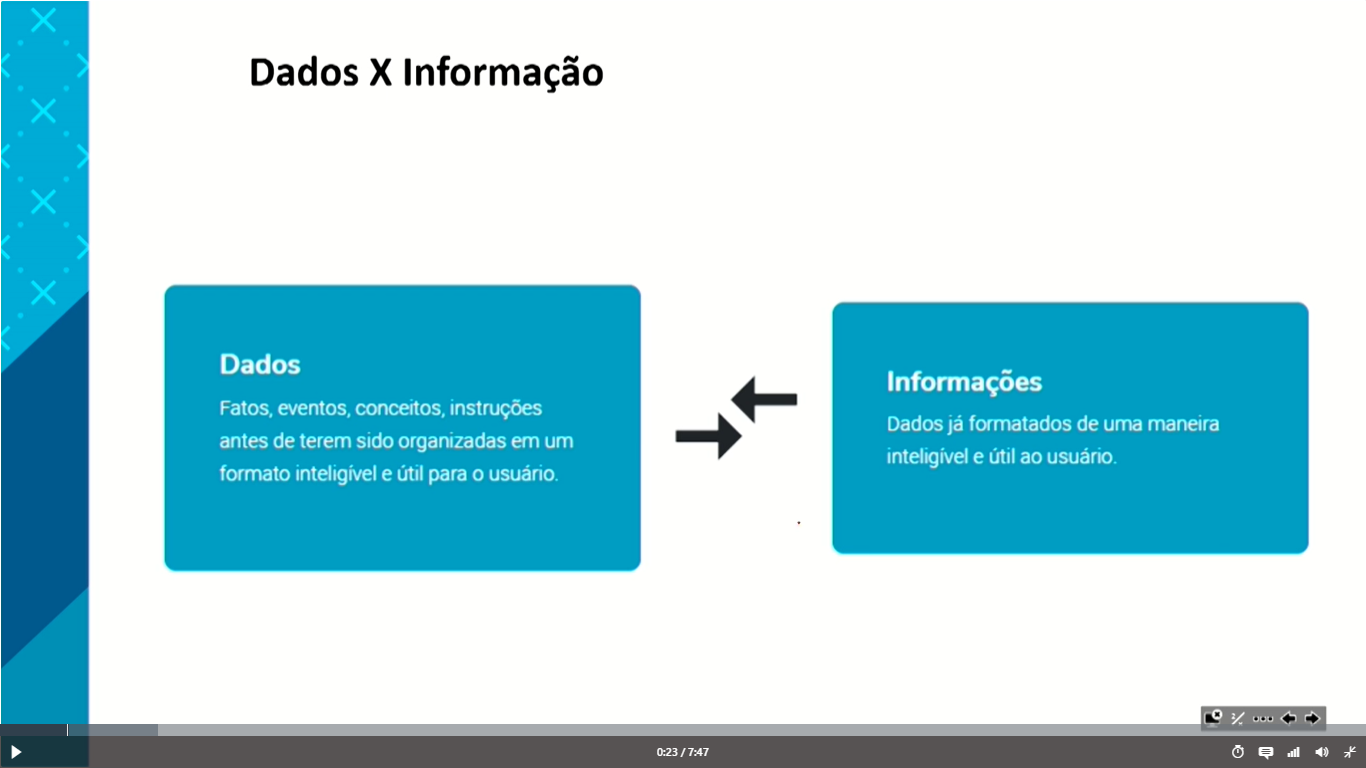 Dados X Informação
Dados
Fatos, eventos, conceitos, instruções
antes de terem sido organizadas em um
formato inteligível e útil para o usuário.
Informações
Dados já formatados de uma maneira
inteligível e útil ao usuário.
0:23 / 7:47